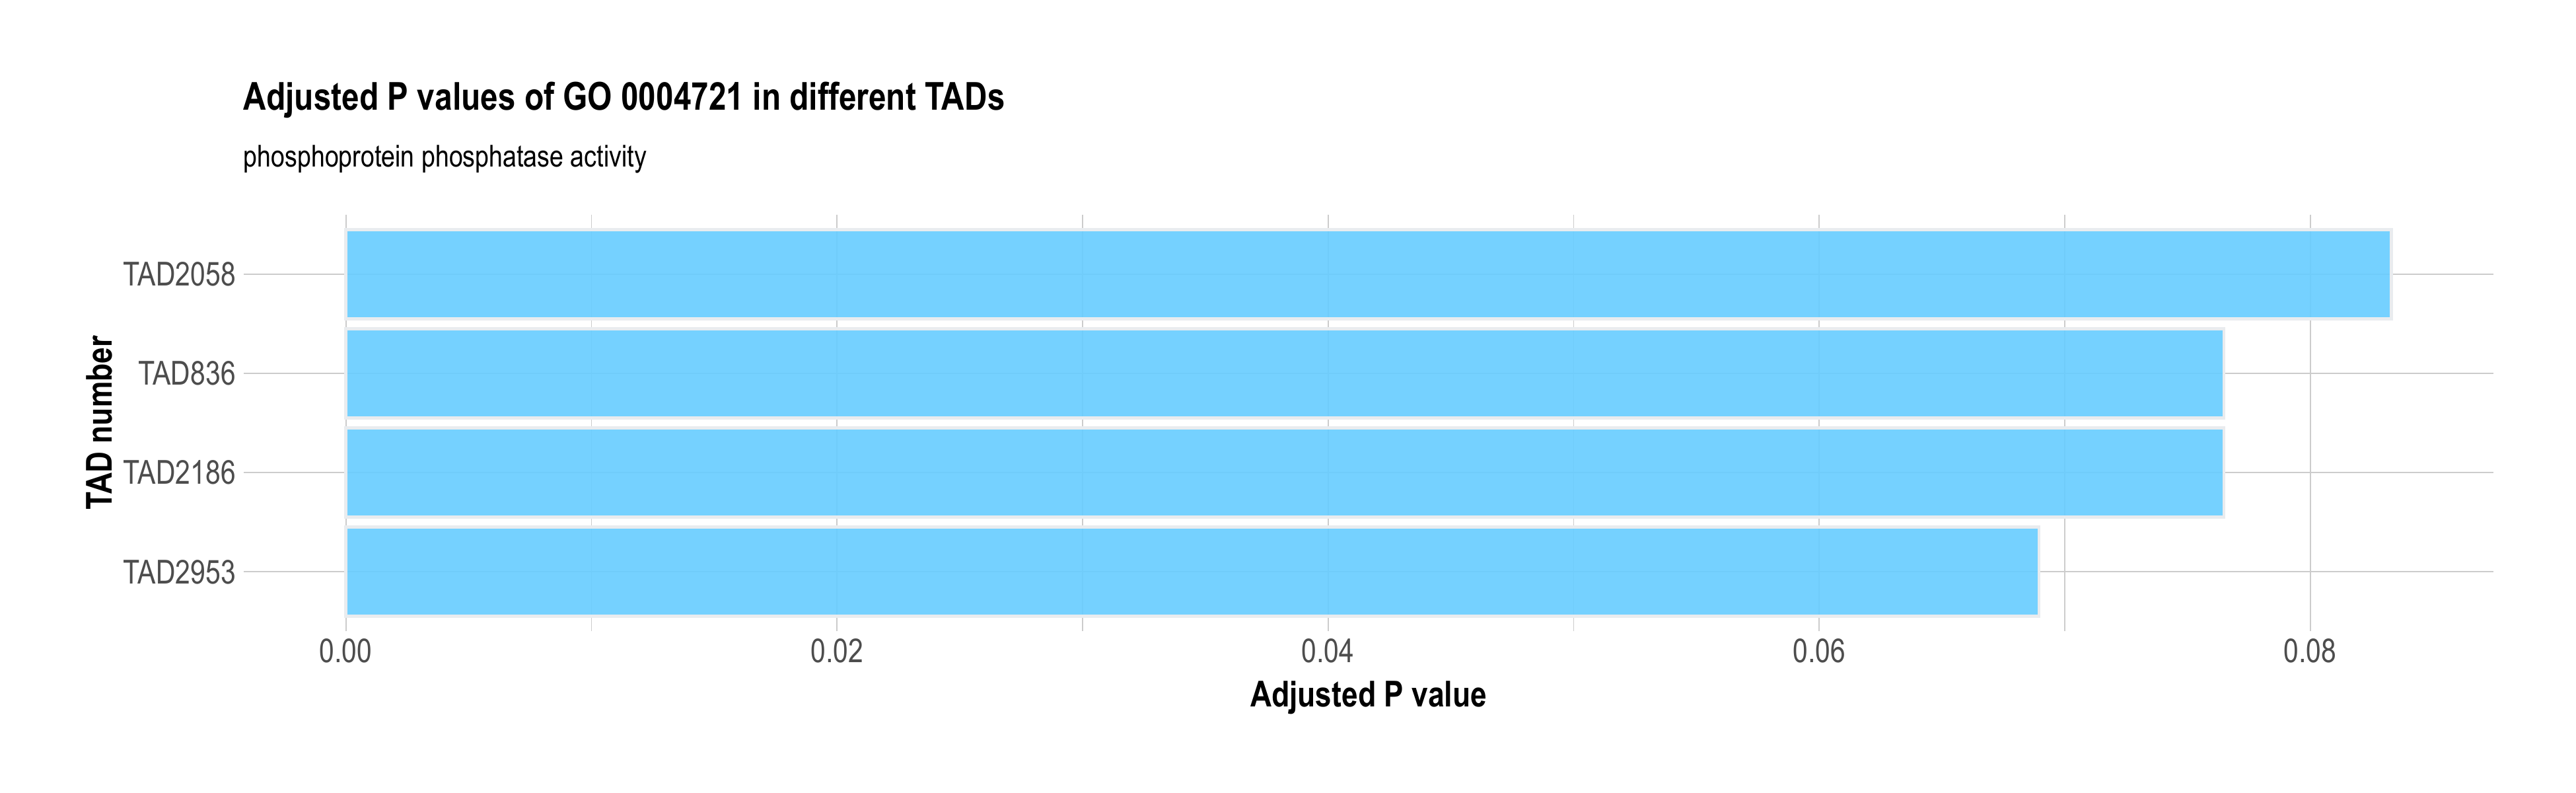 Adjusted P values of GO 0004721 in different TADs
phosphoprotein phosphatase activity
TAD number
TAD2058
TAD836
TAD2186
TAD2953
0.00 0.02 0.04 0.06 0.08
Adjusted P value